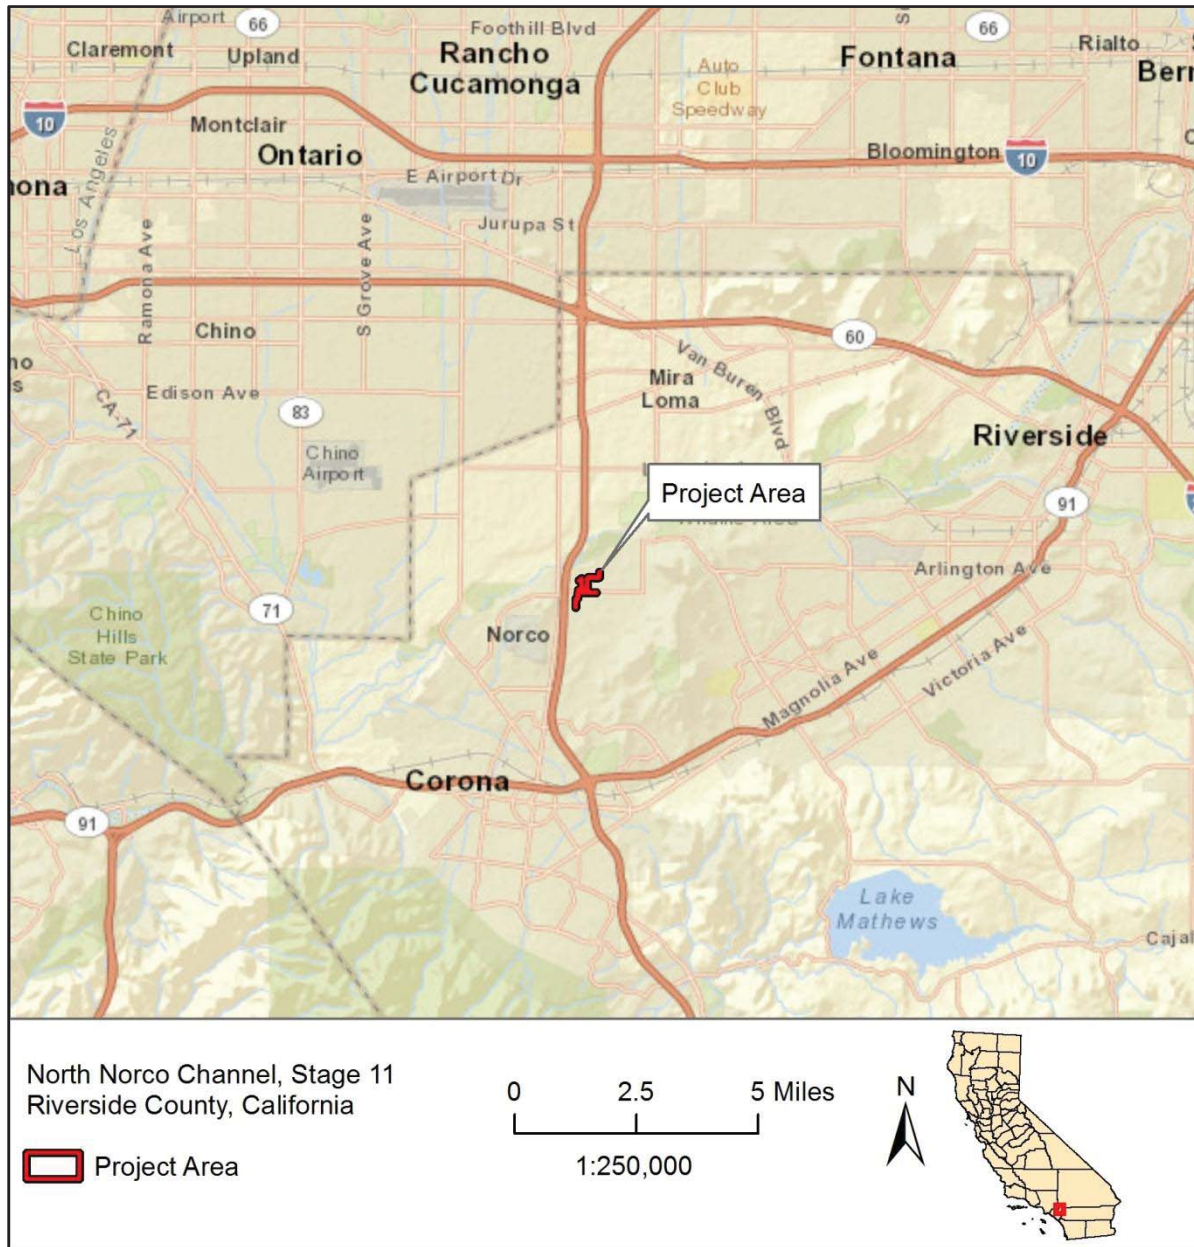 Airport
66
Foothill Blvd
66
Claremont
Upland
Rancho
Cucamonga
Auto
Club
Speedway
Fontana
Rialto
Bern
10
Montclair
Ontario
Bloomington
10
Los Angeles
E Airport Dr
Jurupa St
Ramona Ave
S Grove Ave
Chino
60
Van Buren Blvd
Mira
Loma
Edison Ave
CA-71
83
Riverside
Chino
Airport
Project Area
91
Arlington Ave
71
Chino
Hills
State Park
Norco
Magnolia Ave
Victoria Ave
Corona
91
Lake
Mathews
Cajal
North Norco Channel, Stage 11
Riverside County, California
Project Area
0 2.5 5 Miles
1:250,000
N